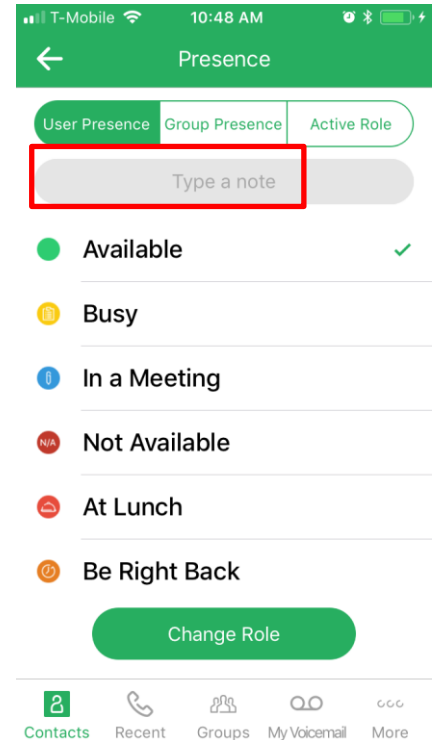 T-Mobile 10:48 AM
Presence
User Presence Group Presence Active Role
Type a note
Available
Busy
In a Meeting
N/A Not Available
At Lunch
Be Right Back
Change Role
Contacts Recent Groups My Voicemail More